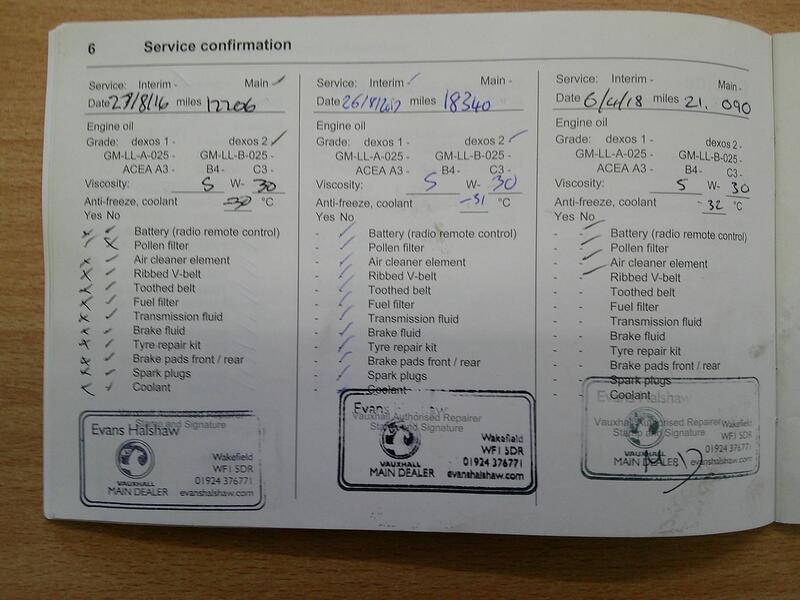 6 Service confirmation
Service: Interim - Main -
Date 27/8/16 miles 12206
Engine oil
Grade: dexos 1 - dexos 2
GM-LL-A-025 - GM-LL-B-025 -
ACEA A3 - B4- C3 -
Viscosity: 5 W- 30
Anti-freeze, coolant °C
Yes No
Battery (radio remote control)
Pollen filter
Air cleaner element
Ribbed V-belt
Toothed belt
Fuel filter
Transmission fluid
Brake fluid
Tyre repair kit
Brake pads front / rear
Spark plugs
Coolant
Vauxhall Authorised Repairer
Stamp and Signature
Evans Halshaw
Wakefield
WF1 5DR
01924 376771
VAUXHALL
MAIN DEALER evanshalshaw.com
Service: Interim Main -
Date 26/8/2017 miles 18340
Engine oil
Grade: dexos 1 - dexos 2
GM-LL-A-025 - GM-LL-B-025 -
ACEA A3 - B4- C3 -
Viscosity: 5 W- 30
Anti-freeze, coolant -31 °C
Yes No
- Battery (radio remote control)
- Pollen filter
- Air cleaner element
- Ribbed V-belt
- Toothed belt
- Fuel filter
- Transmission fluid
- Brake fluid
- Tyre repair kit
- Brake pads front / rear
- Spark plugs
- Coolant
Evans Halshaw
Vauxhall Authorised Repairer
Stamp and Signature
Wakefield
WF1 5DR
01924 376771
VAUXHALL
MAIN DEALER evanshalshaw.com
Service: Interim - Main -
Date 6/4/18 miles 21. 090
Engine oil
Grade: dexos 1 - dexos 2 -
GM-LL-A-025 - GM-LL-B-025 -
ACEA A3 - B4- C3 -
Viscosity: 5 W- 30
Anti-freeze, coolant -32 °C
Yes No
- Battery (radio remote control)
- Pollen filter
- Air cleaner element
- Ribbed V-belt
- - Toothed belt
- - Fuel filter
- - Transmission fluid
- - Brake fluid
- - Tyre repair kit
- - Brake pads front / rear
- - Spark plugs
- - Coolant
Evans Halshaw
Vauxhall Authorised Repairer
Stamp and Signature
Wakefield
WF1 5DR
01924 376771
VAUXHALL
MAIN DEALER evanshalshaw.com